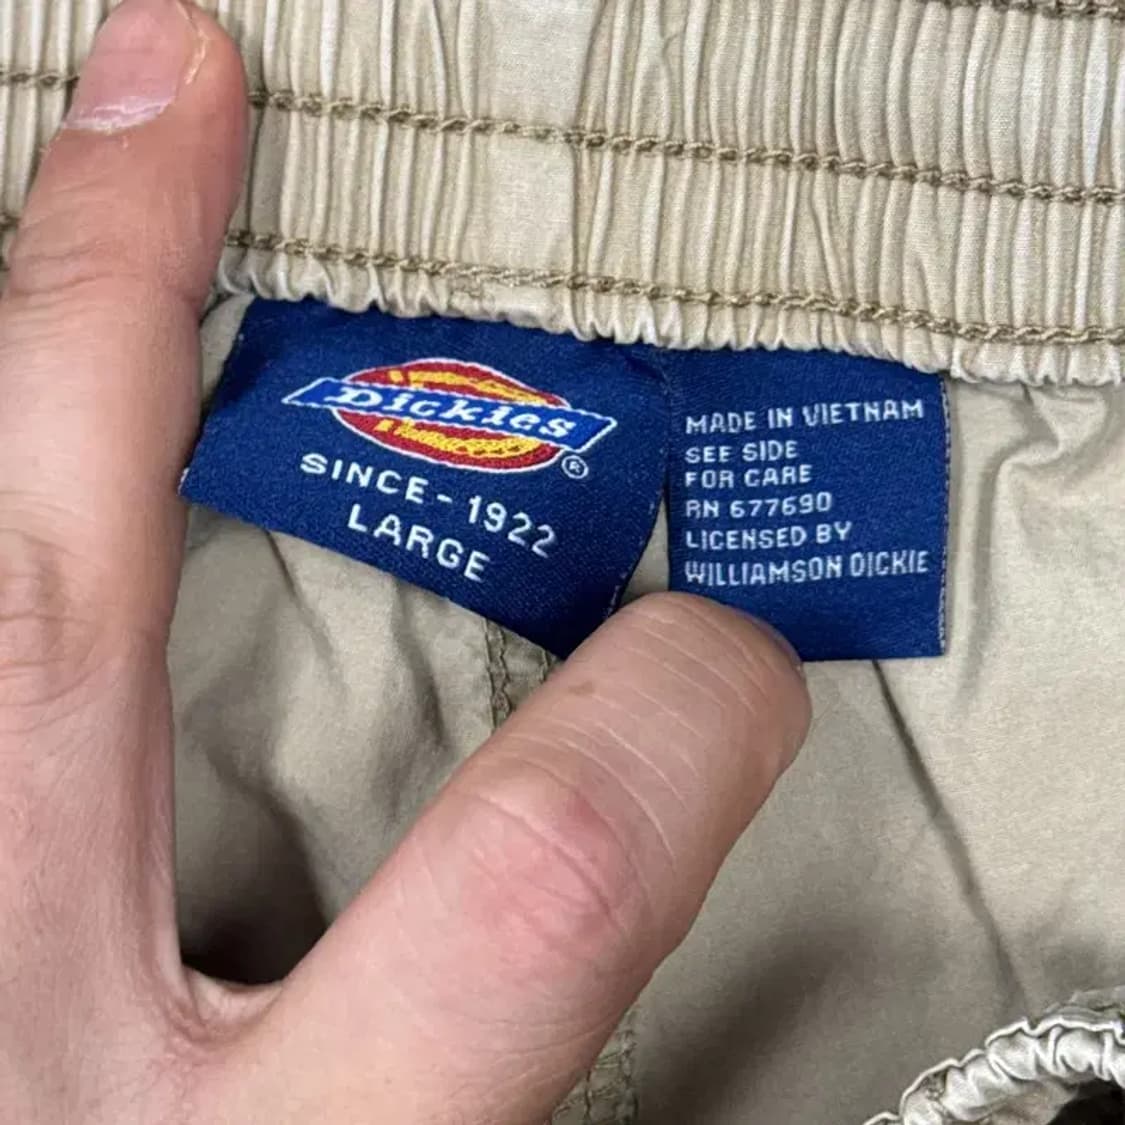 Dickies
®
SINCE-1922
LARGE
MADE IN VIETNAM
SEE SIDE
FOR CARE
RN 677690
LICENSED BY
WILLIAMSON DICKIE